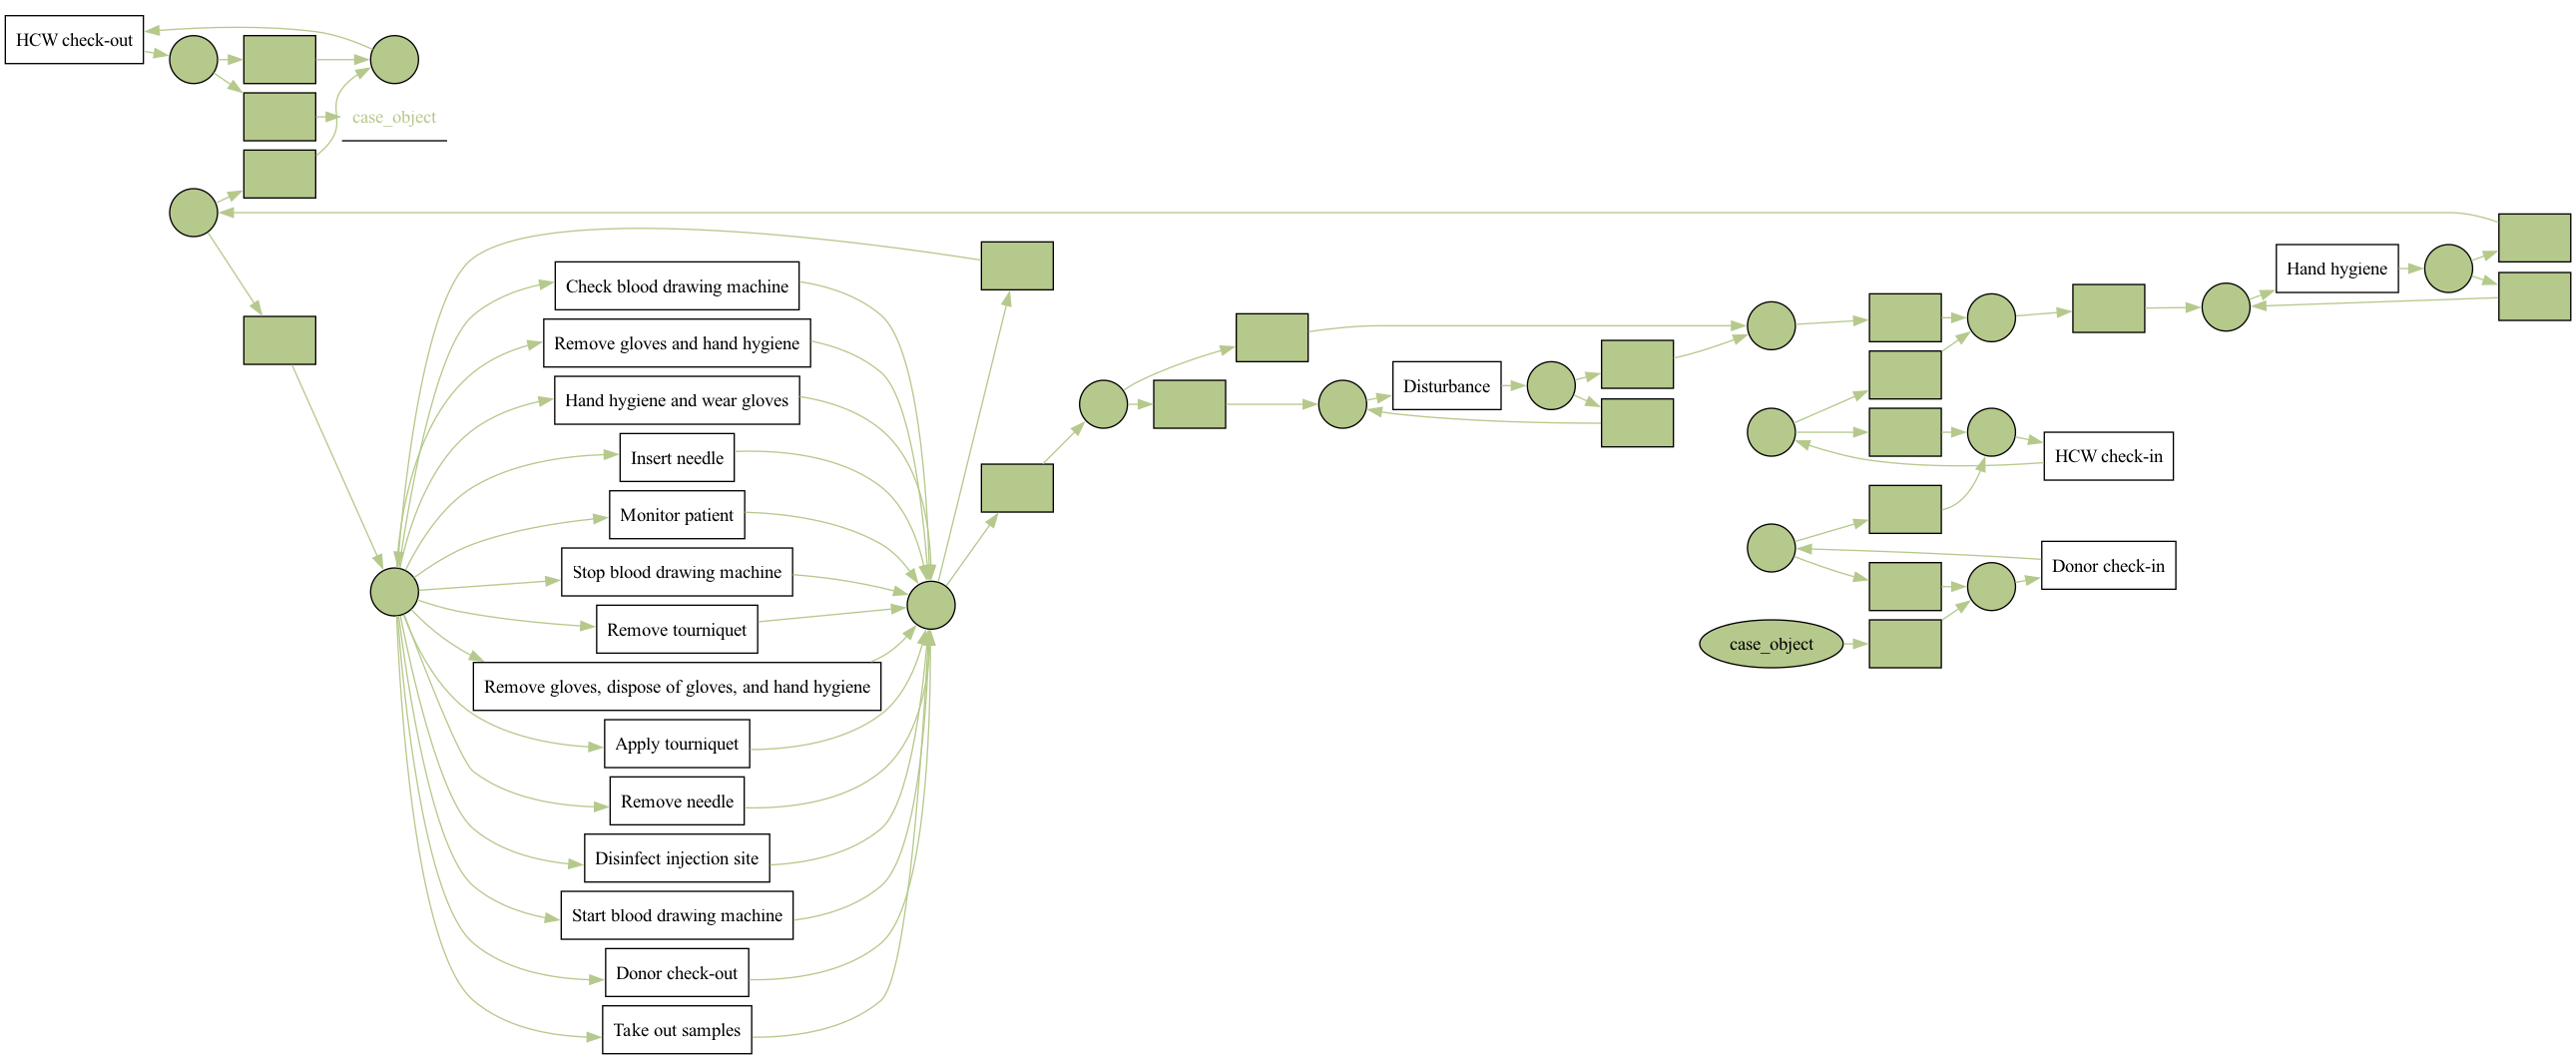 HCW check-out
case_object
Check blood drawing machine
Remove gloves and hand hygiene
Hand hygiene and wear gloves
Insert needle
Monitor patient
Stop blood drawing machine
Remove tourniquet
Remove gloves, dispose of gloves, and hand hygiene
Apply tourniquet
Remove needle
Disinfect injection site
Start blood drawing machine
Donor check-out
Take out samples
Disturbance
Hand hygiene
HCW check-in
Donor check-in
case_object